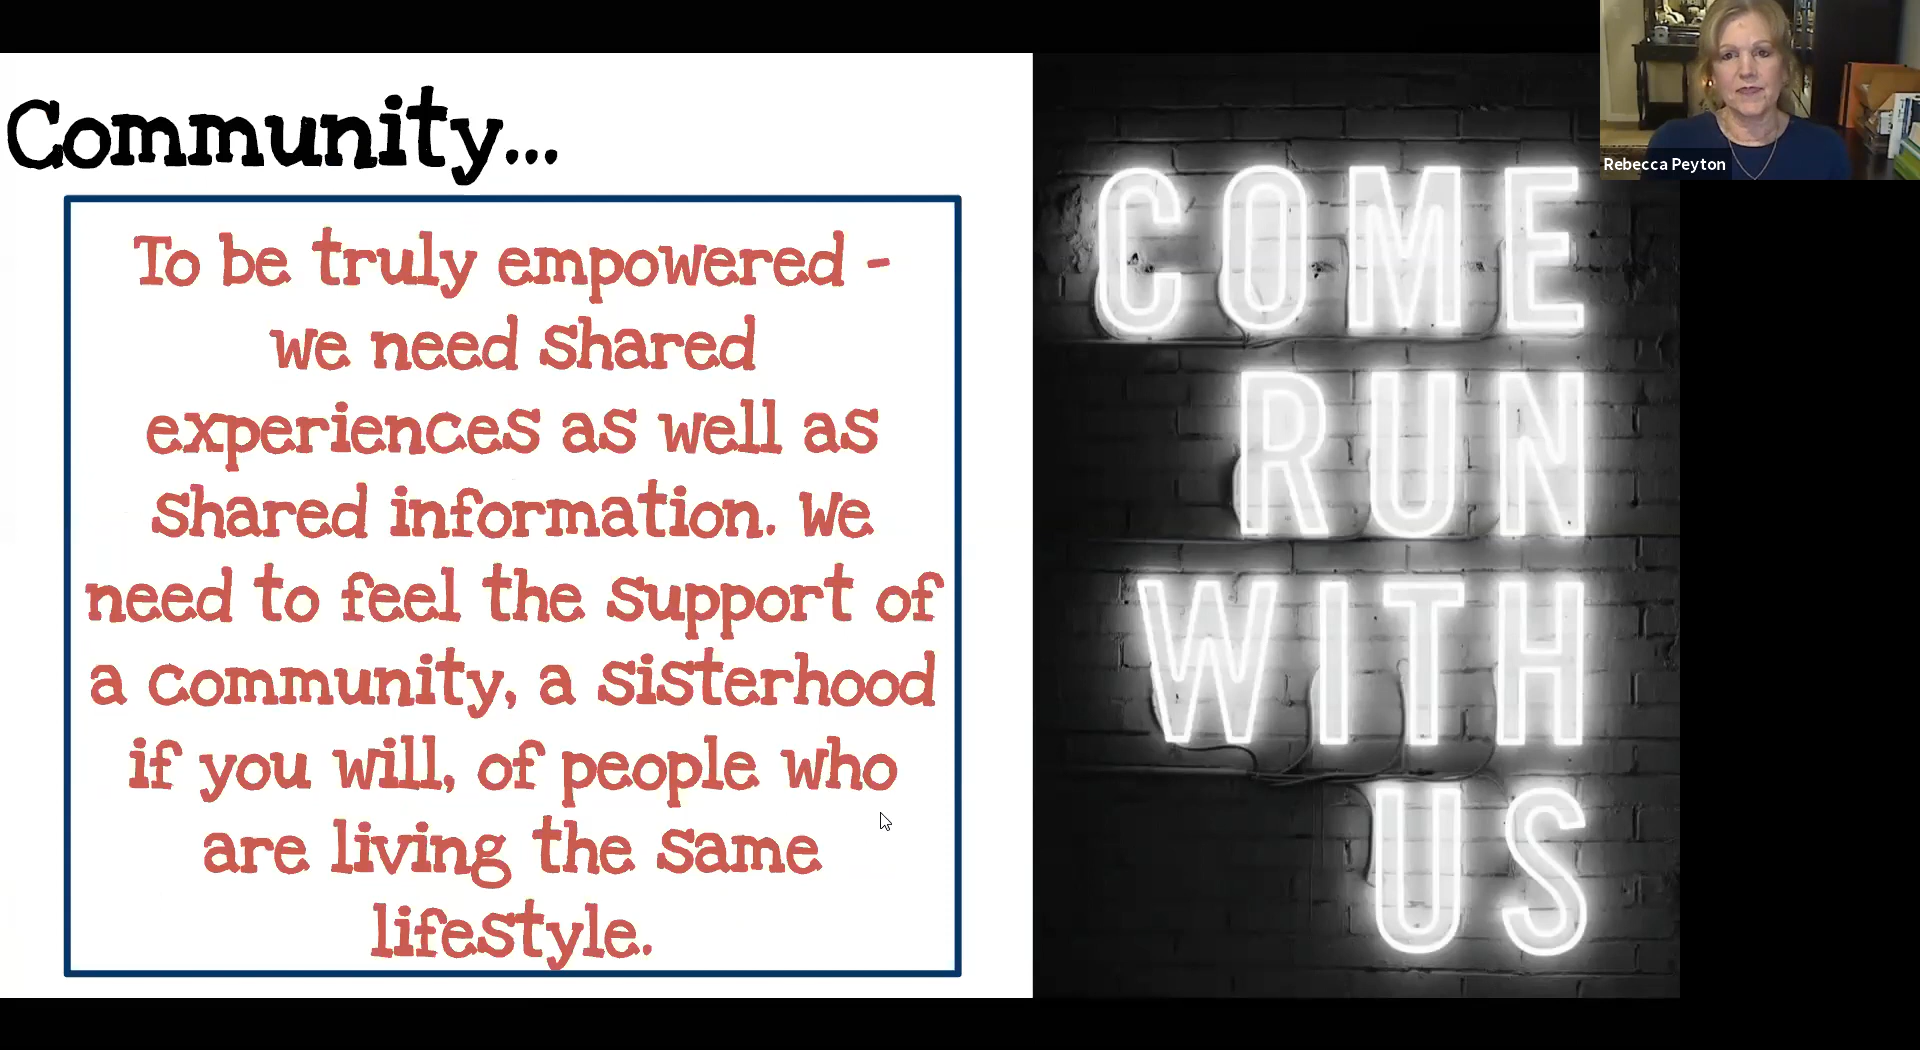 Community...
To be truly empowered -
we need shared
experiences as well as
shared information. We
need to feel the support of
a community, a sisterhood
if you will, of people who
are living the same
lifestyle.
COME
RUN
WITH
US
Rebecca Peyton